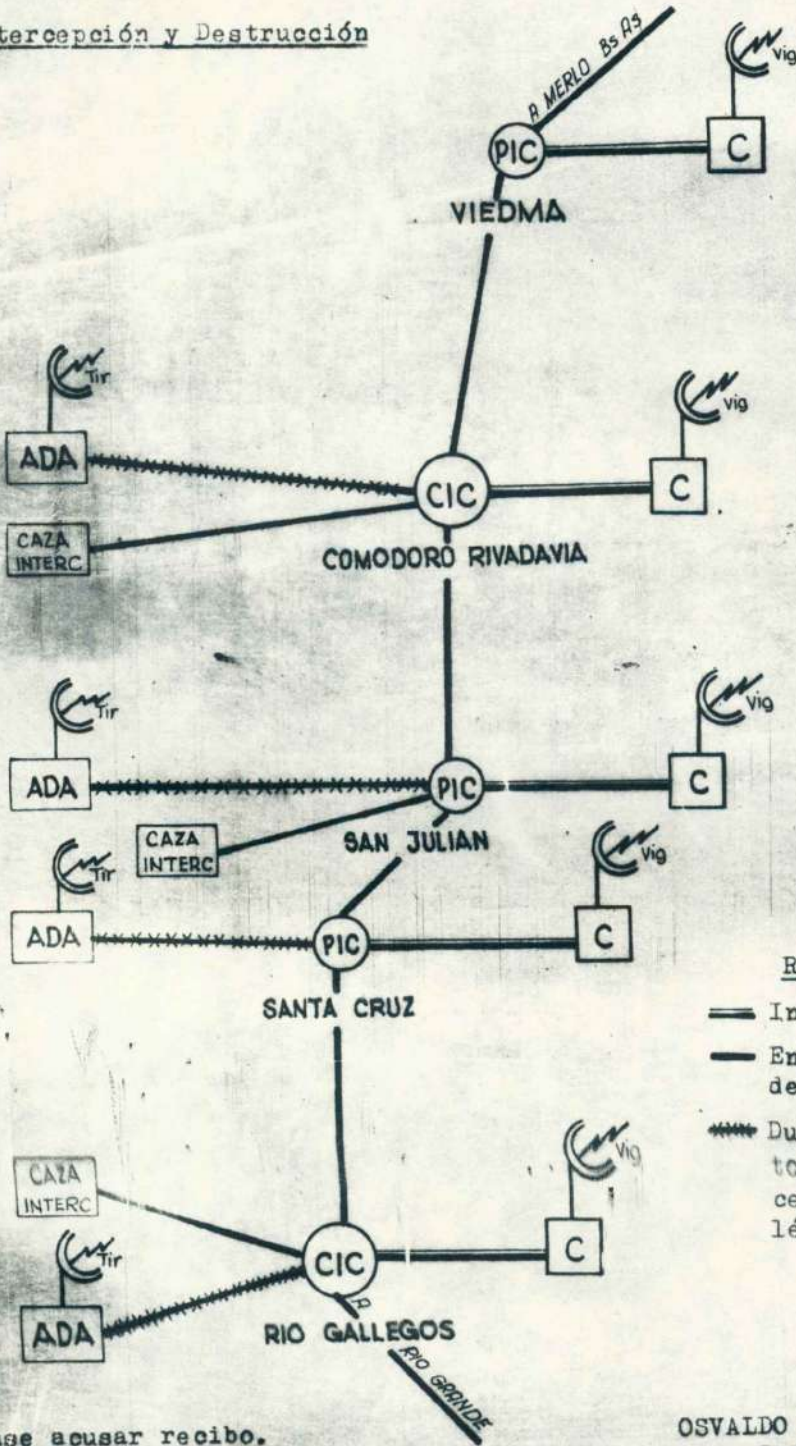 tercepción y Destrucción
Vig
A MERLO Bs As
PIC
C
VIEDMA
Tir
Vig
ADA
CIC
C
CAZA
INTERC
COMODORO RIVADAVIA
Tir
Vig
ADA
PIC
C
CAZA
INTERC
SAN JULIAN
Tir
Vig
ADA
PIC
C
SANTA CRUZ
R
In
En
de
Du
to
ce
lé
Vig
CAZA
INTERC
Tir
CIC
C
ADA
A
RIO GALLEGOS
RIO GRANDE
se acusar recibo.
OSVALDO